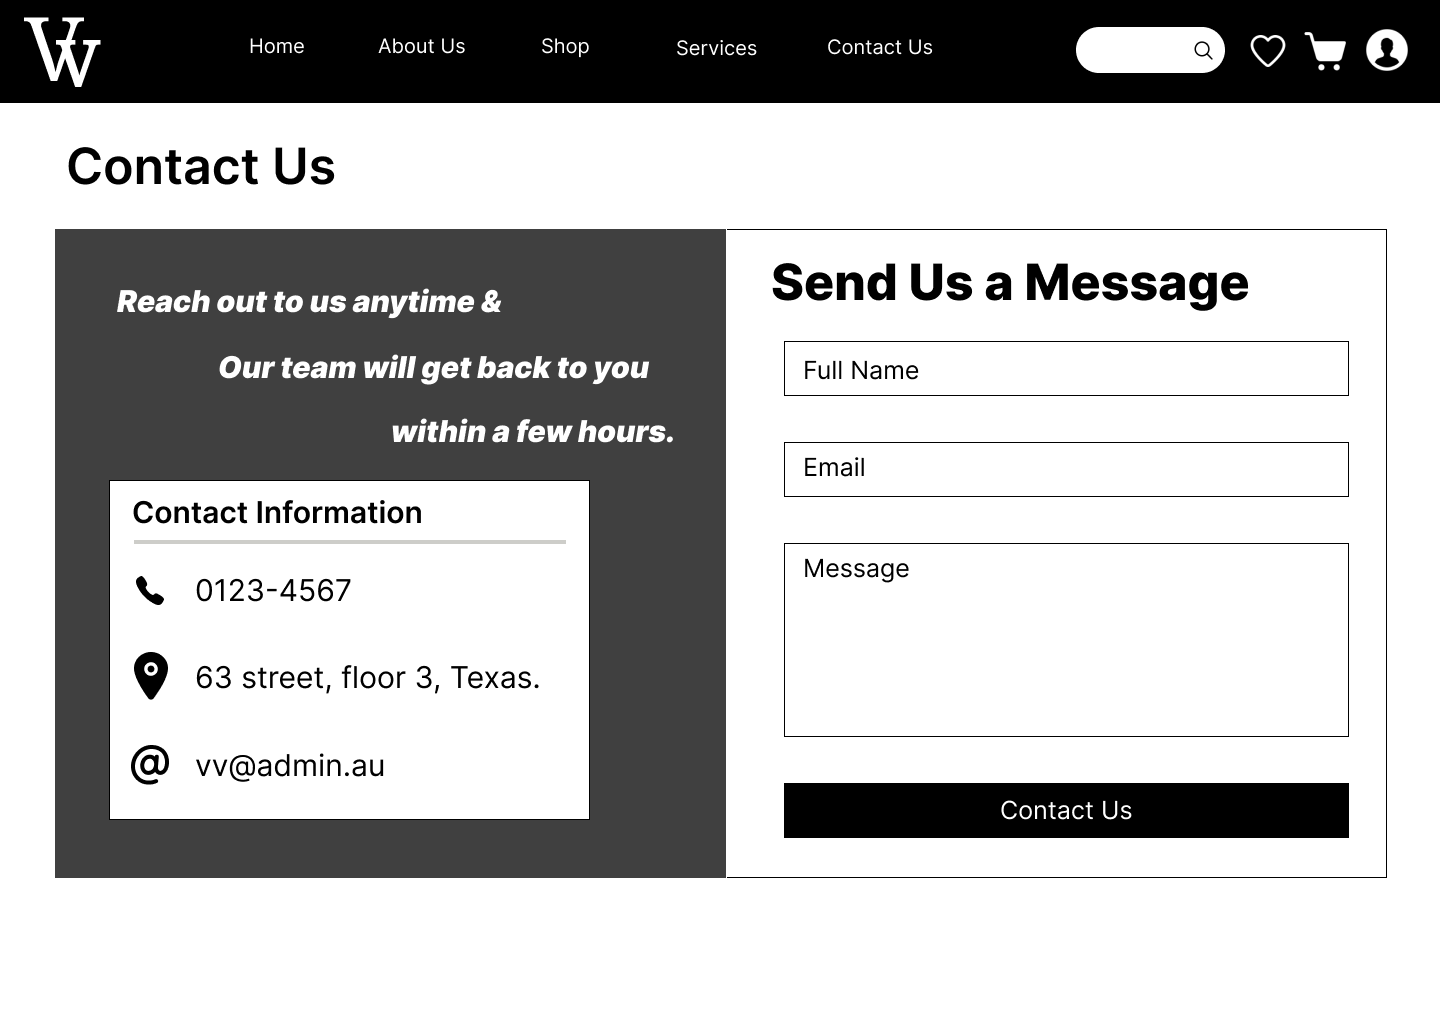 VW
Home
About Us
Shop
Services
Contact Us
Contact Us
Reach out to us anytime &
Our team will get back to you
within a few hours.
Contact Information
0123-4567
63 street, floor 3, Texas.
@ vv@admin.au
Send Us a Message
Full Name
Email
Message
Contact Us